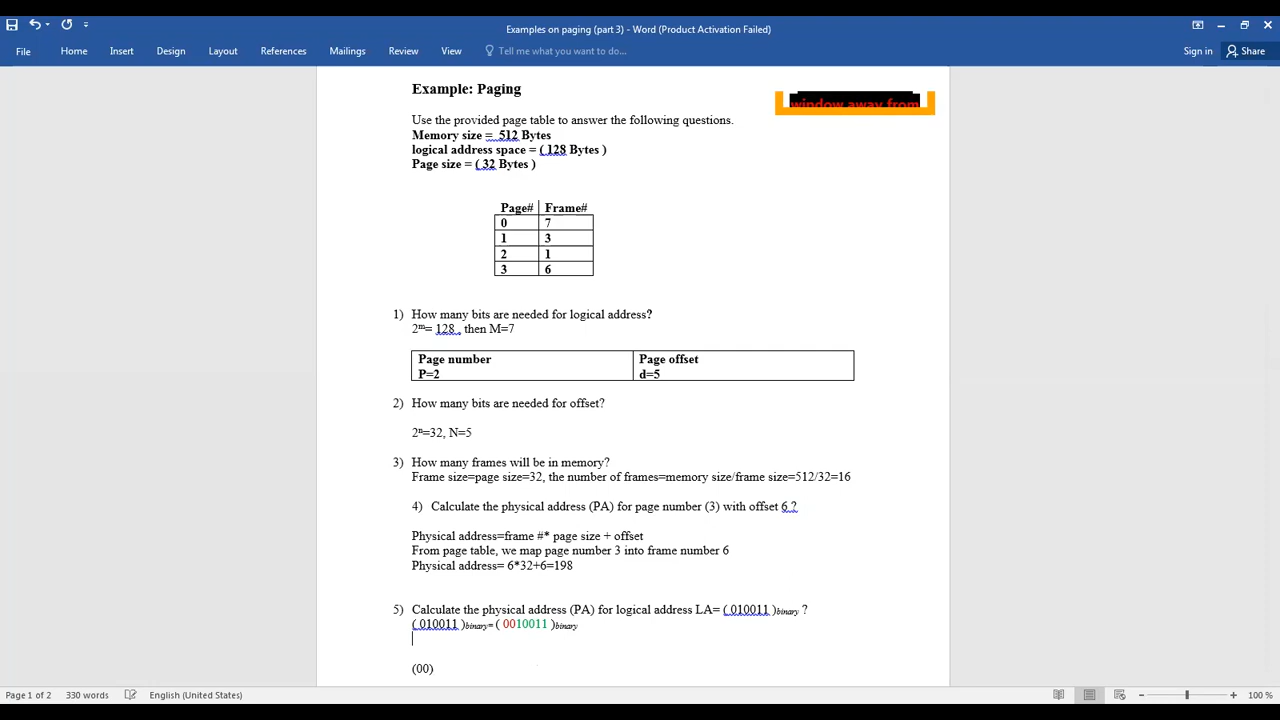 Examples on paging (part 3) - Word (Product Activation Failed)
File Home Insert Design Layout References Mailings Review View Tell me what you want to do... Sign in Share
Example: Paging
window away from
Use the provided page table to answer the following questions.
Memory size = 512 Bytes
logical address space = ( 128 Bytes )
Page size = ( 32 Bytes )
Page# Frame#
0 7
1 3
2 1
3 6
1) How many bits are needed for logical address?
2ᵐ= 128 , then M=7
Page number Page offset
P=2 d=5
2) How many bits are needed for offset?
2ⁿ=32, N=5
3) How many frames will be in memory?
Frame size=page size=32, the number of frames=memory size/frame size=512/32=16
4) Calculate the physical address (PA) for page number (3) with offset 6 ?
Physical address=frame #* page size + offset
From page table, we map page number 3 into frame number 6
Physical address= 6*32+6=198
5) Calculate the physical address (PA) for logical address LA= ( 010011 )binary ?
( 010011 )binary= ( 0010011 )binary
(00)
Page 1 of 2 330 words English (United States) 100 %